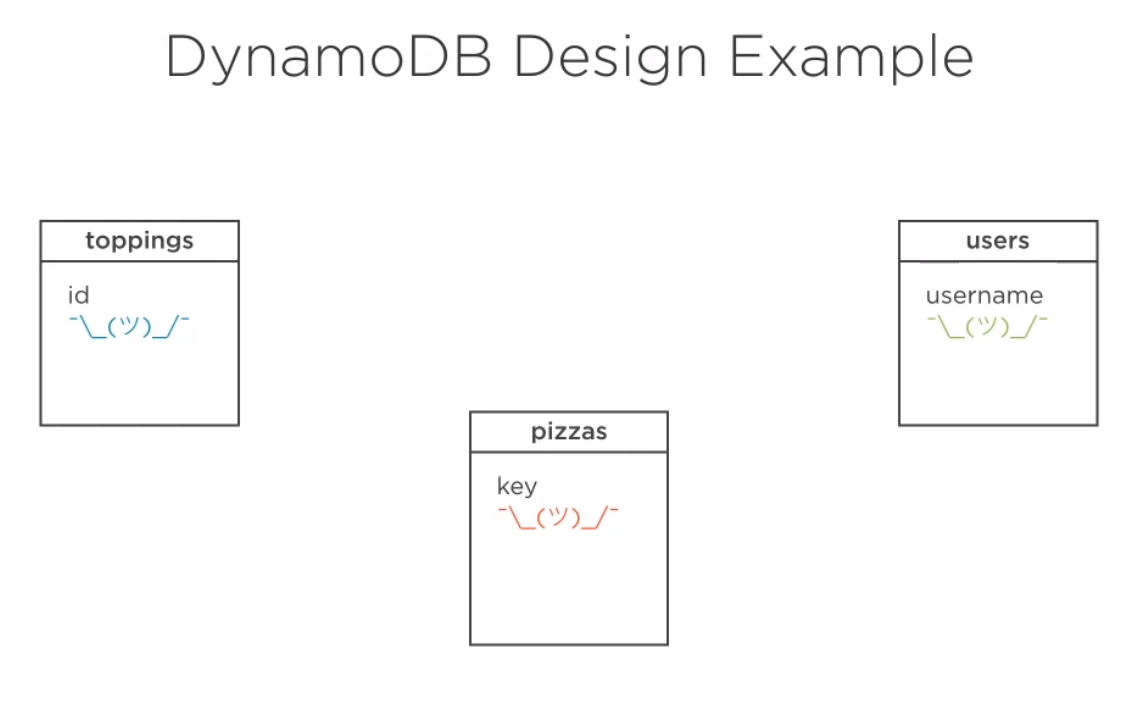 DynamoDB Design Example
toppings
id
¯\_(ツ)_/¯
users
username
¯\_(ツ)_/¯
pizzas
key
¯\_(ツ)_/¯